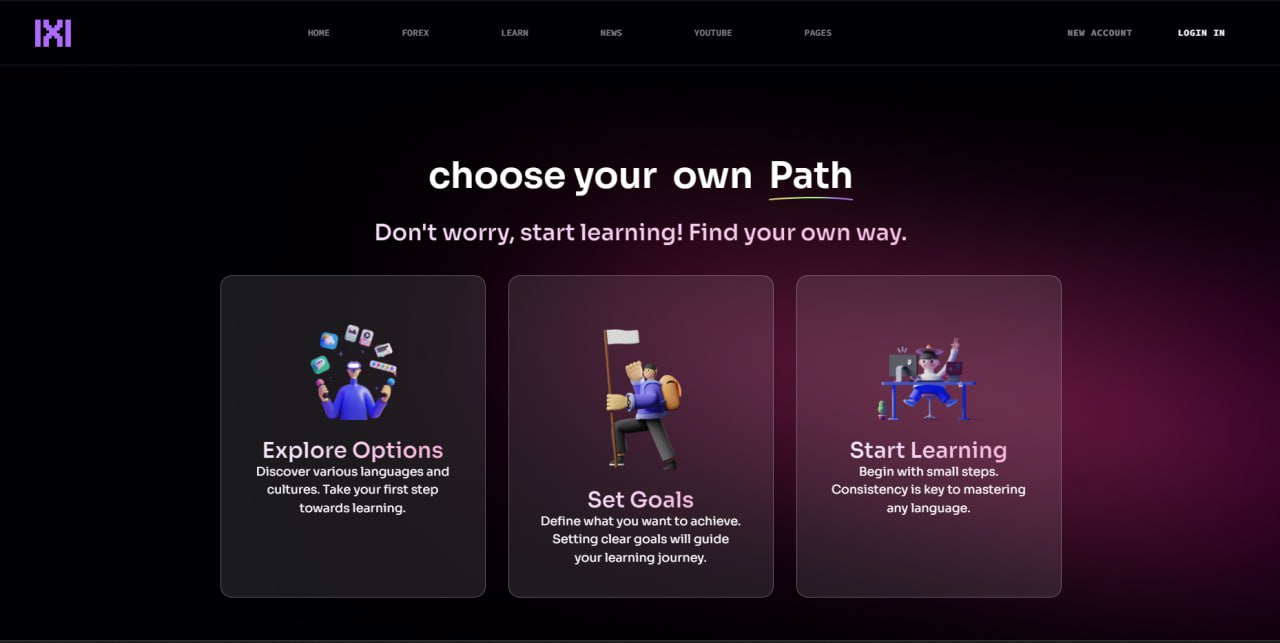 HOME FOREX LEARN NEWS YOUTUBE PAGES NEW ACCOUNT LOGIN IN
choose your own Path
Don't worry, start learning! Find your own way.
Explore Options
Discover various languages and
cultures. Take your first step
towards learning.
Set Goals
Define what you want to achieve.
Setting clear goals will guide
your learning journey.
Start Learning
Begin with small steps.
Consistency is key to mastering
any language.